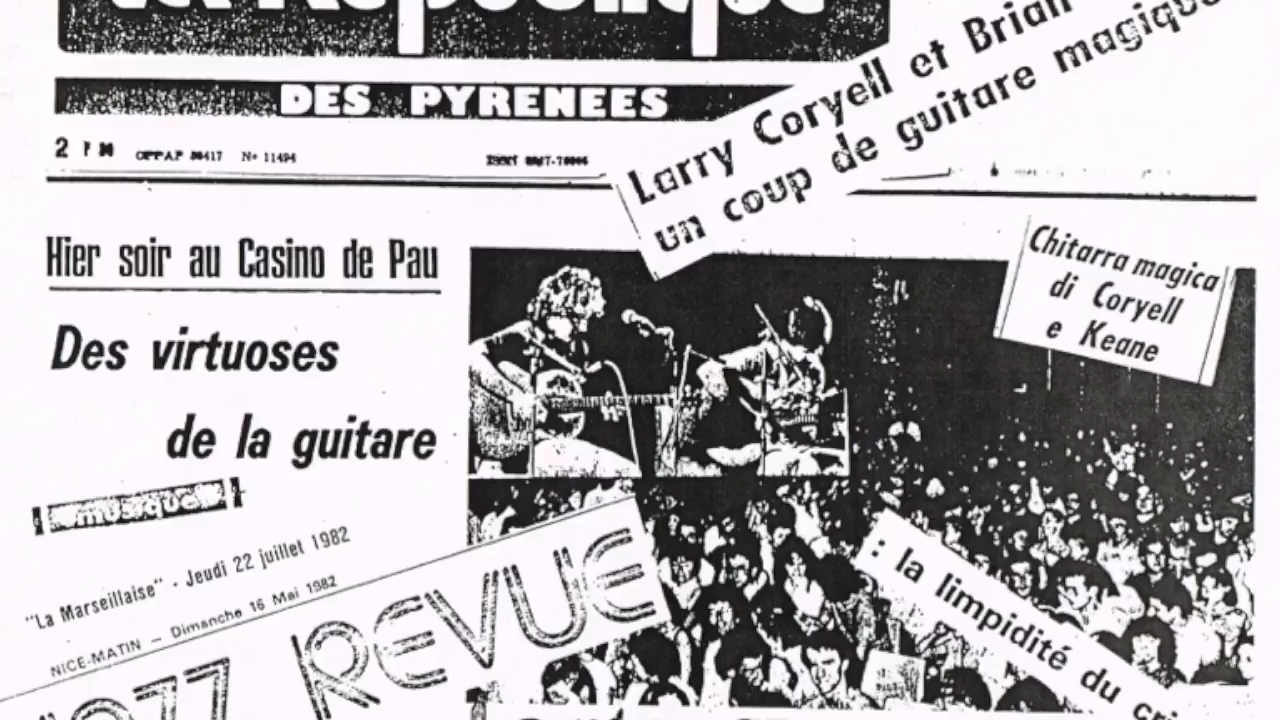 DES PYRENEES
Larry Coryell et Brian
un coup de guitare magique
2 F
N° 11494
Chitarra magica
di Coryell
e Keane
Hier soir au Casino de Pau
Des virtuoses
de la guitare
musique
"La Marseillaise" - Jeudi 22 juillet 1982
NICE-MATIN — Dimanche 16 Mai 1982
REVUE
: la limpidité du